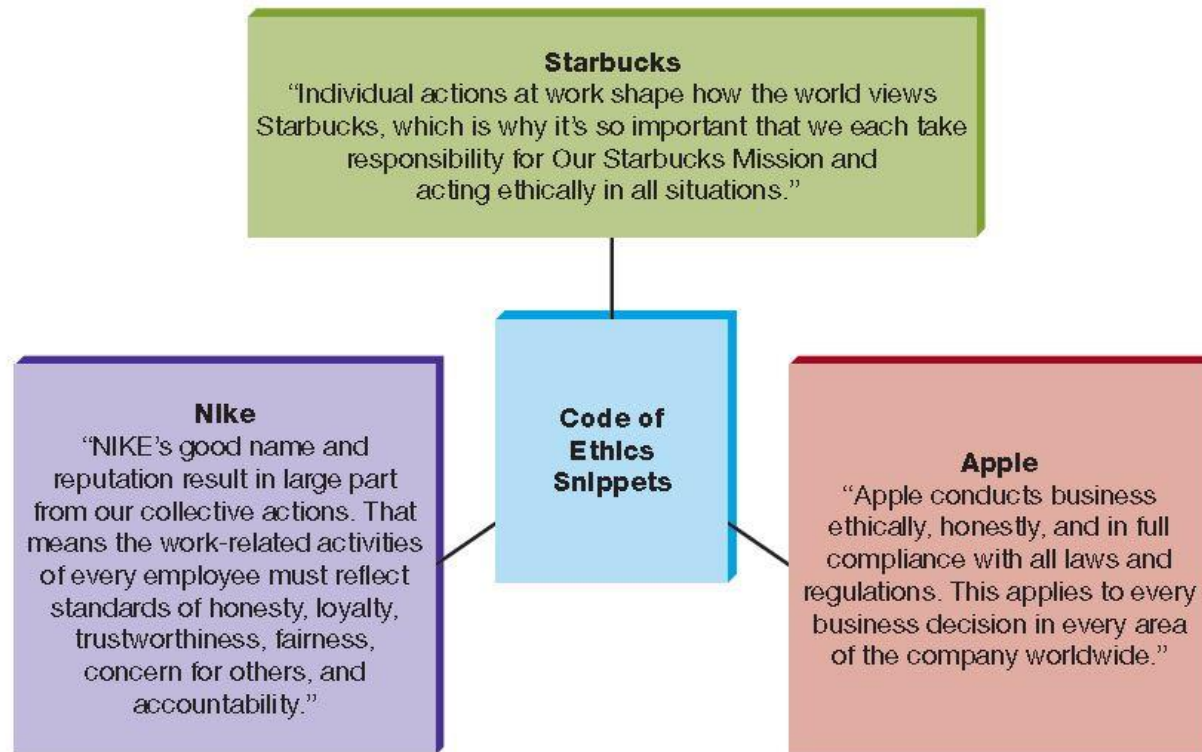 Starbucks
“Individual actions at work shape how the world views
Starbucks, which is why it’s so important that we each take
responsibility for Our Starbucks Mission and
acting ethically in all situations.”
Nike
“NIKE’s good name and
reputation result in large part
from our collective actions. That
means the work-related activities
of every employee must reflect
standards of honesty, loyalty,
trustworthiness, fairness,
concern for others, and
accountability.”
Code of
Ethics
Snippets
Apple
“Apple conducts business
ethically, honestly, and in full
compliance with all laws and
regulations. This applies to every
business decision in every area
of the company worldwide.”